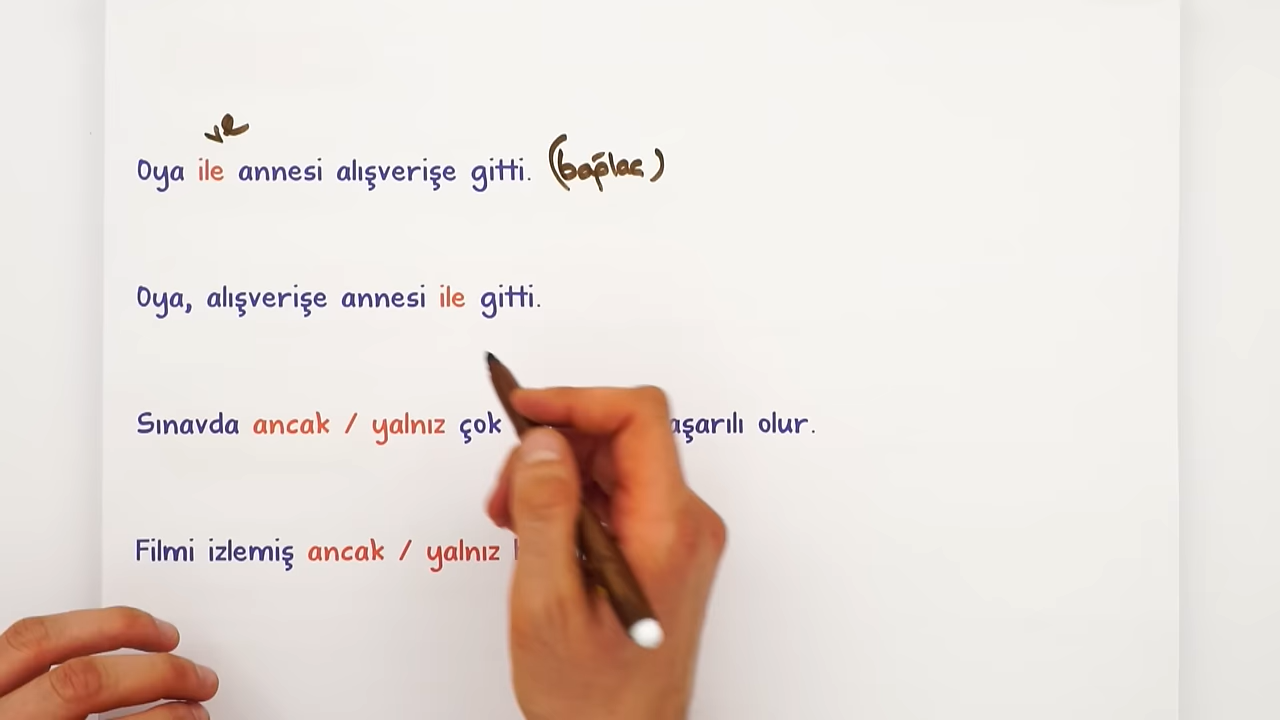 ve
Oya ile annesi alışverişe gitti. (bağlaç)
Oya, alışverişe annesi ile gitti.
Sınavda ancak / yalnız çok olur.
Filmi izlemiş ancak / yalnız